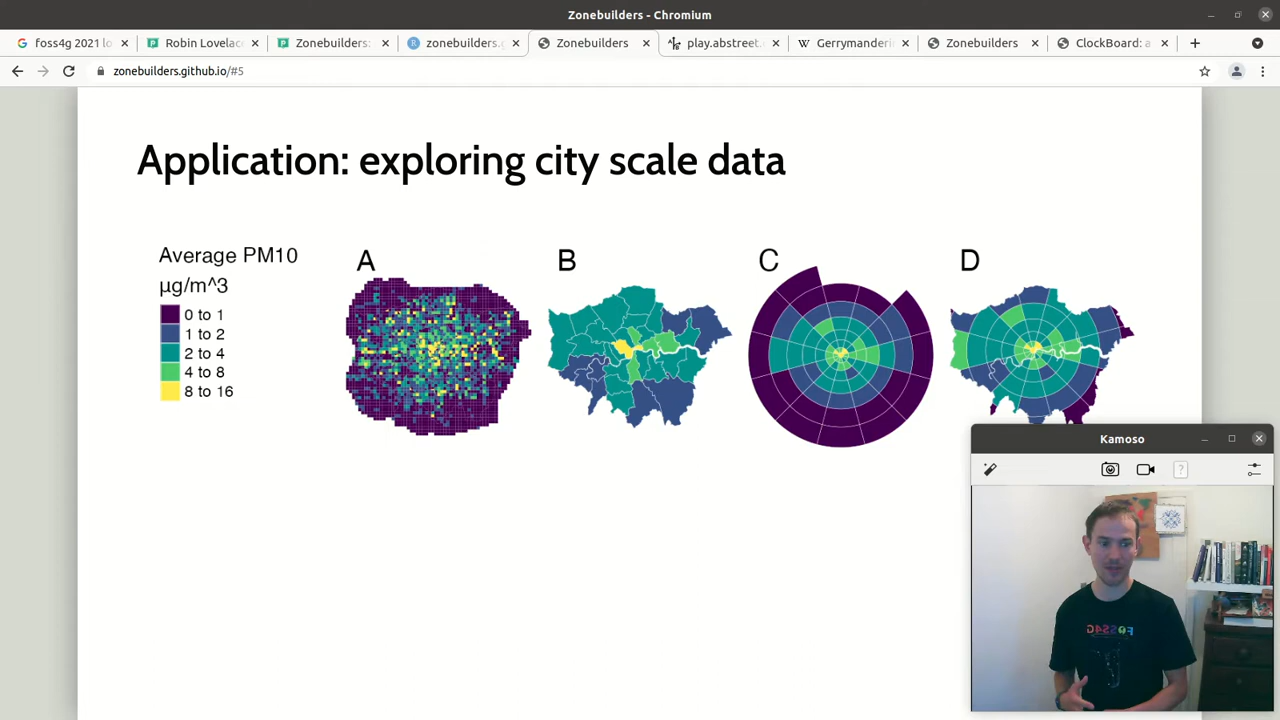 Zonebuilders - Chromium
foss4g 2021 lo
Robin Lovelac
Zonebuilders:
zonebuilders.g
Zonebuilders
play.abstreet.
Gerrymanderi
Zonebuilders
ClockBoard: a
zonebuilders.github.io/#5
Application: exploring city scale data
Average PM10
µg/m^3
0 to 1
1 to 2
2 to 4
4 to 8
8 to 16
A
B
C
D
Kamoso
FOSS4G